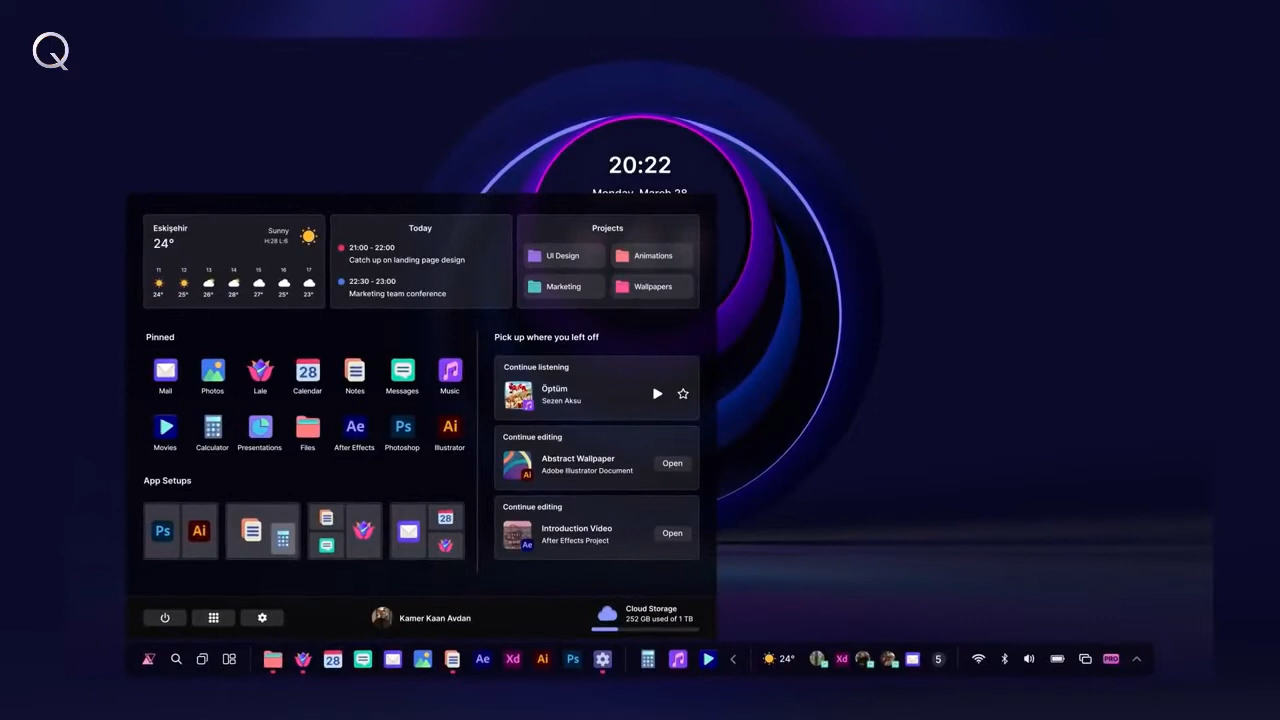 Q
20:22
Monday, March 28
Eskişehir
24°
Sunny
H:28 L:6
11 12 13 14 15 16 17
24° 25° 26° 28° 27° 25° 23°
Today
21:00 - 22:00
Catch up on landing page design
22:30 - 23:00
Marketing team conference
Projects
UI Design
Animations
Marketing
Wallpapers
Pinned
28
Mail Photos Lale Calendar Notes Messages Music
Ae Ps Ai
Movies Calculator Presentations Files After Effects Photoshop Illustrator
App Setups
Ps Ai 28
Pick up where you left off
Continue listening
Öptüm
Sezen Aksu
Continue editing
Abstract Wallpaper
Ai
Adobe Illustrator Document
Open
Continue editing
Introduction Video
Ae
After Effects Project
Open
Kamer Kaan Avdan
Cloud Storage
252 GB used of 1 TB
28 Ae Xd Ai Ps 24° Xd 5 PRO